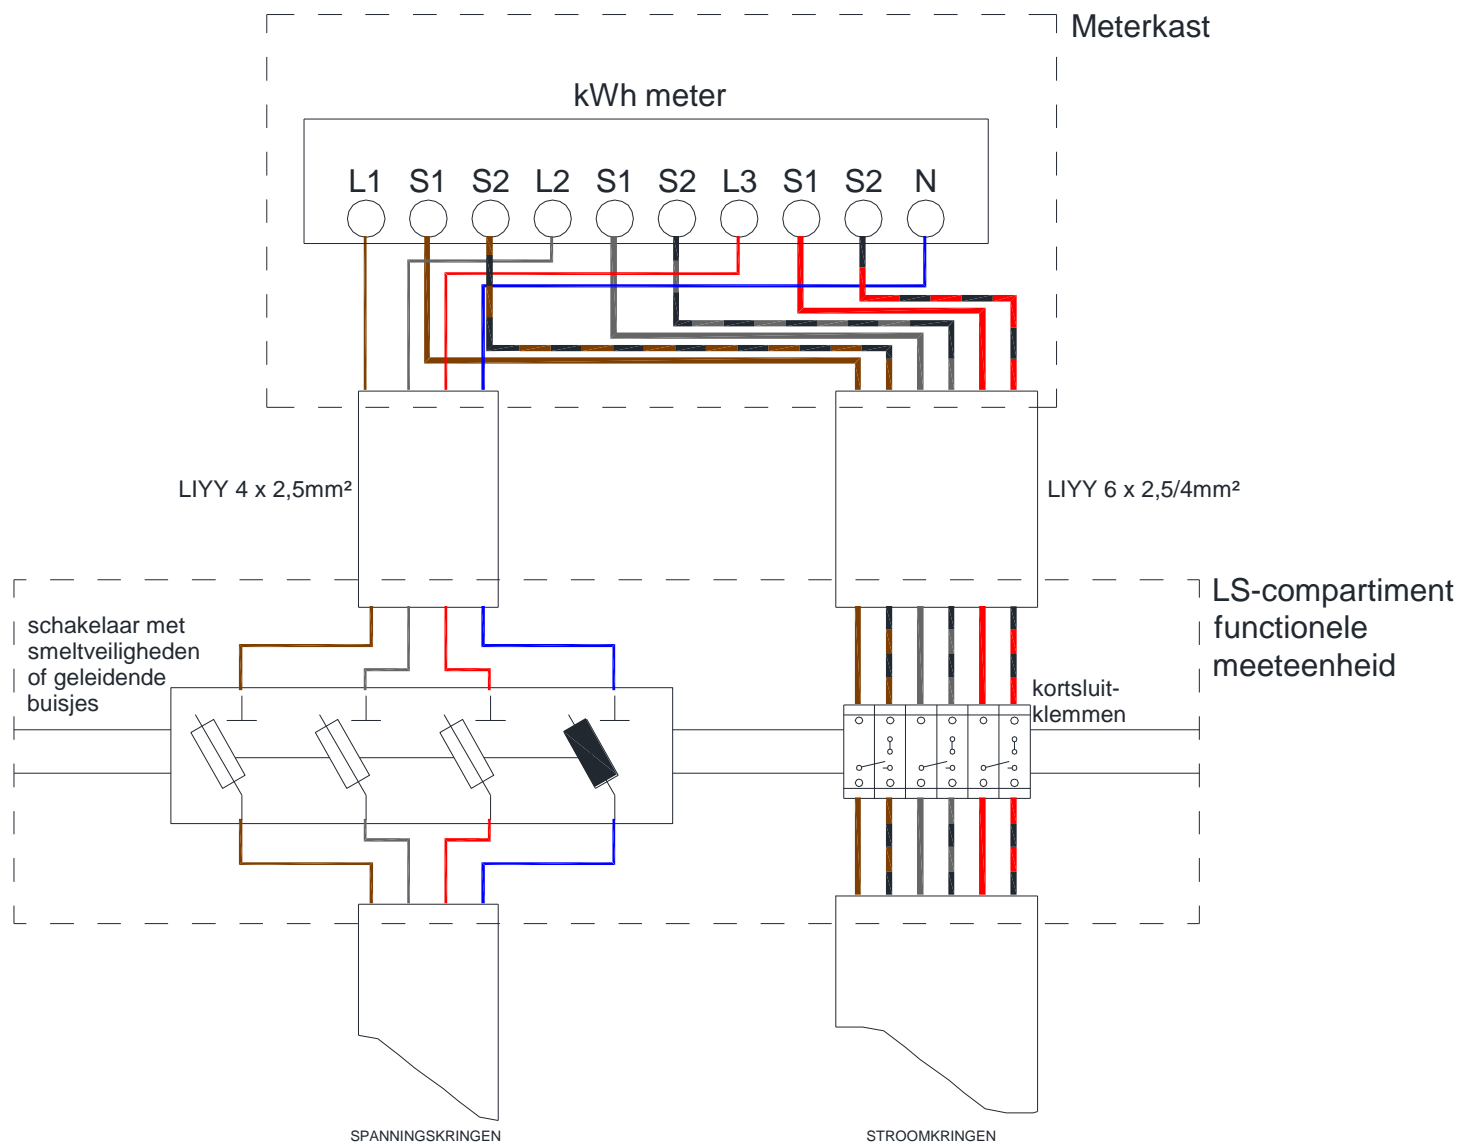 Meterkast
kWh meter
L1 S1 S2 L2 S1 S2 L3 S1 S2 N
LIYY 4 x 2,5mm²
LIYY 6 x 2,5/4mm²
LS-compartiment
functionele
meeteenheid
schakelaar met
smeltveiligheden
of geleidende
buisjes
kortsluit-
klemmen
SPANNINGSKRINGEN
STROOMKRINGEN